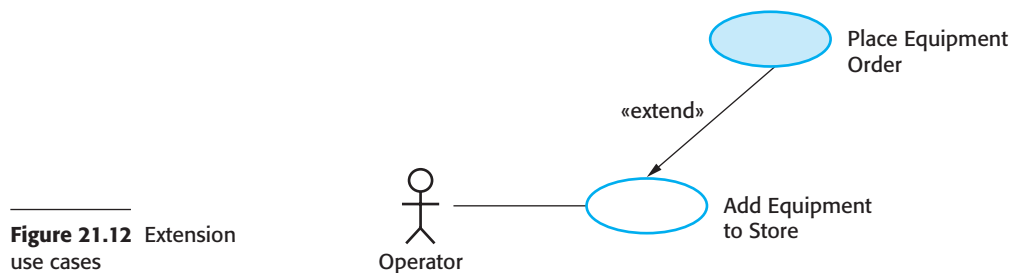 Place Equipment
Order
«extend»
Add Equipment
to Store
Operator
Figure 21.12 Extension
use cases